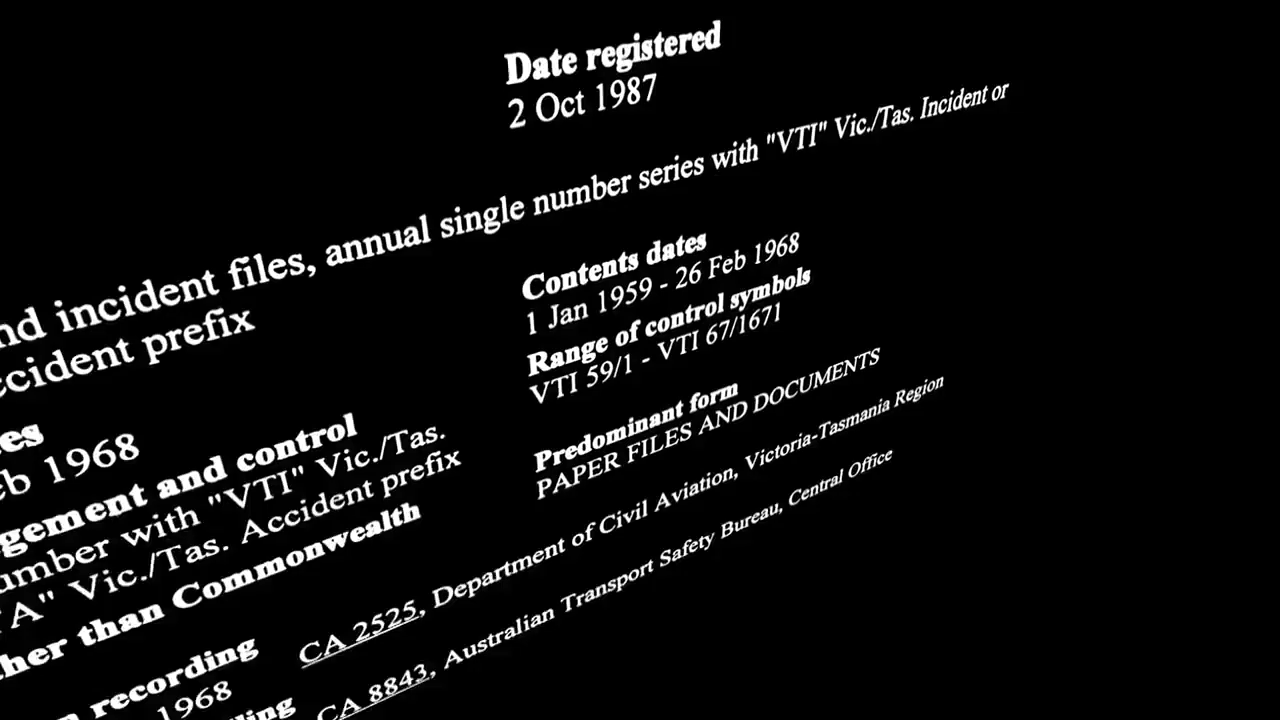 Date registered
2 Oct 1987
nd incident files, annual single number series with "VTI" Vic./Tas. Incident or
ccident prefix
Contents dates
1 Jan 1959 - 26 Feb 1968
Range of control symbols
VTI 59/1 - VTI 67/1671
Predominant form
PAPER FILES AND DOCUMENTS
es
eb 1968
gement and control
umber with "VTI" Vic./Tas.
A" Vic./Tas. Accident prefix
her than Commonwealth
CA 2525, Department of Civil Aviation, Victoria-Tasmania Region
recording
1968
CA 8843, Australian Transport Safety Bureau, Central Office